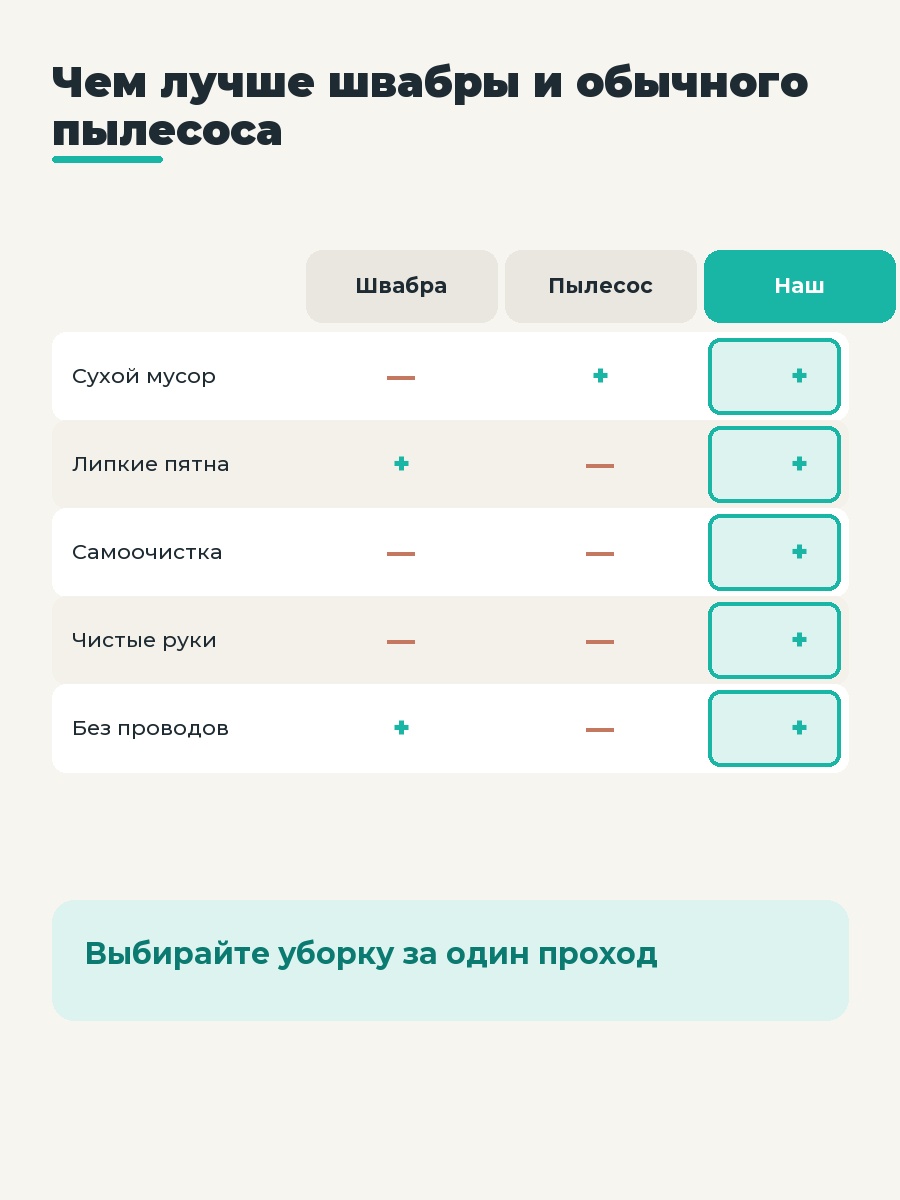 Чем лучше швабры и обычного
пылесоса
Швабра Пылесос Наш
Сухой мусор — + +
Липкие пятна + — +
Самоочистка — — +
Чистые руки — — +
Без проводов + — +
Выбирайте уборку за один проход